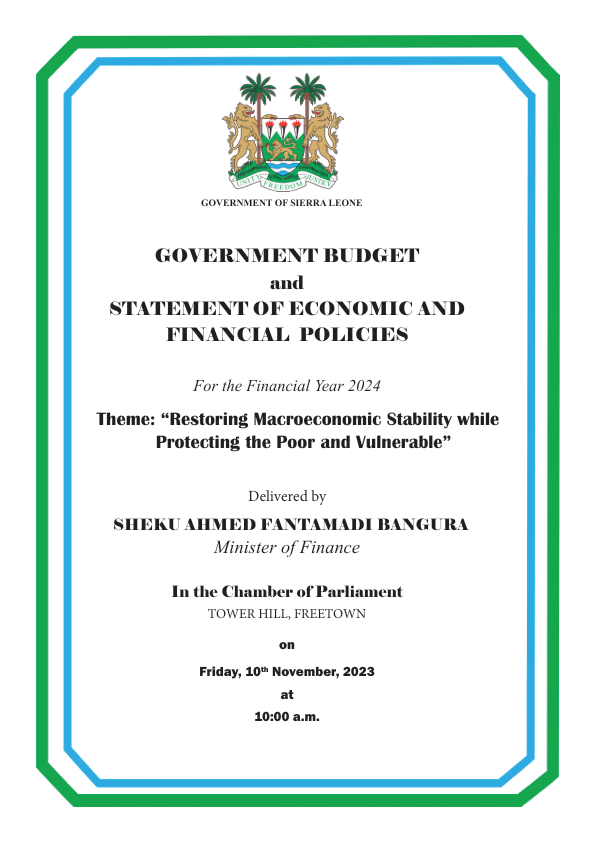 UNITY FREEDOM JUSTICE
GOVERNMENT OF SIERRA LEONE
GOVERNMENT BUDGET
and
STATEMENT OF ECONOMIC AND
FINANCIAL POLICIES
For the Financial Year 2024
Theme: “Restoring Macroeconomic Stability while
Protecting the Poor and Vulnerable”
Delivered by
SHEKU AHMED FANTAMADI BANGURA
Minister of Finance
In the Chamber of Parliament
TOWER HILL, FREETOWN
on
Friday, 10th November, 2023
at
10:00 a.m.